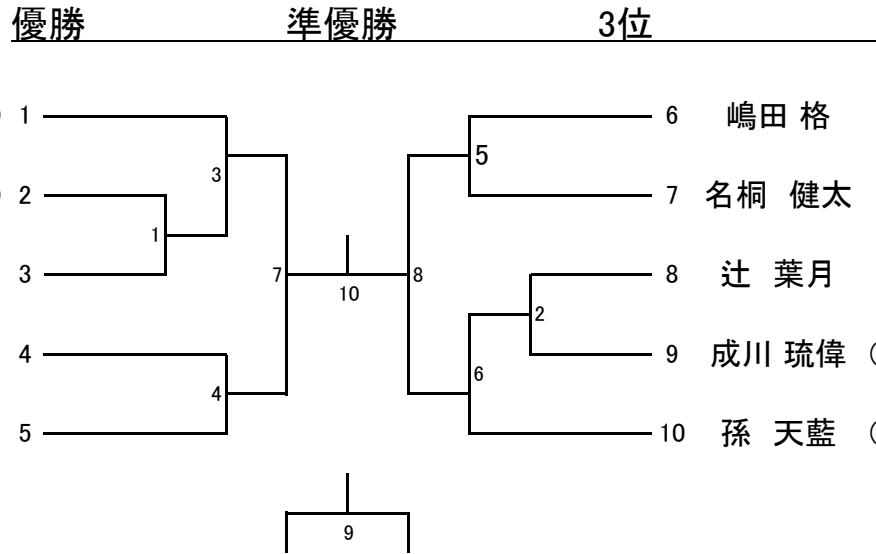 優勝 準優勝 3位
) 1 6 嶋田 格
3 5
) 2 7 名桐 健太
1
3 7 10 8 8 辻 葉月
2
4 9 成川 琉偉 (
4 6
5 10 孫 天藍 (
9